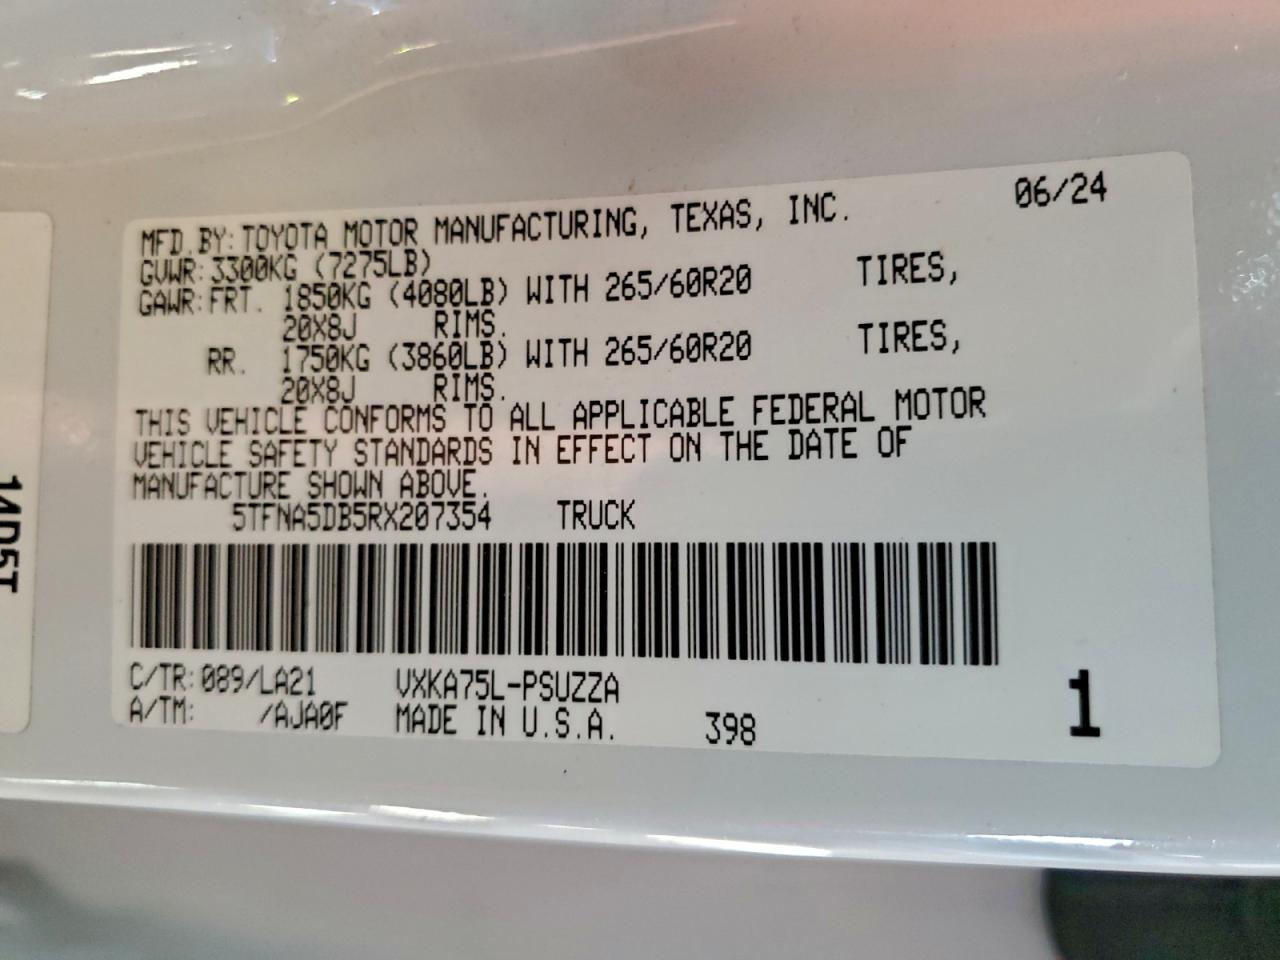 MFD.BY:TOYOTA MOTOR MANUFACTURING, TEXAS, INC. 06/24
GVWR:3300KG (7275LB)
GAWR:FRT. 1850KG (4080LB) WITH 265/60R20 TIRES,
20X8J RIMS.
RR. 1750KG (3860LB) WITH 265/60R20 TIRES,
20X8J RIMS.
THIS VEHICLE CONFORMS TO ALL APPLICABLE FEDERAL MOTOR
VEHICLE SAFETY STANDARDS IN EFFECT ON THE DATE OF
MANUFACTURE SHOWN ABOVE.
5TFNA5DB5RX207354 TRUCK
C/TR:089/LA21 VXKA75L-PSUZZA
A/TM: /AJA0F MADE IN U.S.A. 398
1